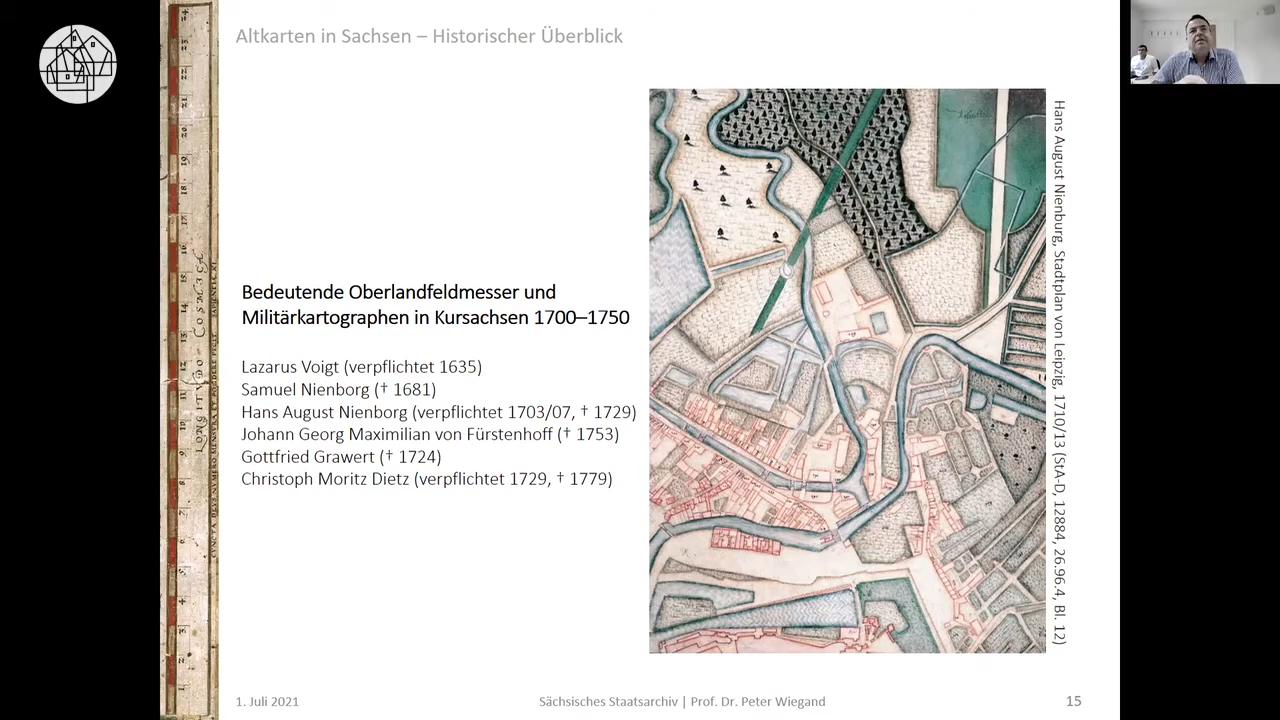 Altkarten in Sachsen – Historischer Überblick
Bedeutende Oberlandfeldmesser und
Militärkartographen in Kursachsen 1700–1750
Lazarus Voigt (verpflichtet 1635)
Samuel Nienborg († 1681)
Hans August Nienborg (verpflichtet 1703/07, † 1729)
Johann Georg Maximilian von Fürstenhoff († 1753)
Gottfried Grawert († 1724)
Christoph Moritz Dietz (verpflichtet 1729, † 1779)
Hans August Nienburg, Stadtplan von Leipzig, 1710/13 (StA-D, 12884, 26.96.4, Bl. 12)
1. Juli 2021
Sächsisches Staatsarchiv | Prof. Dr. Peter Wiegand
15